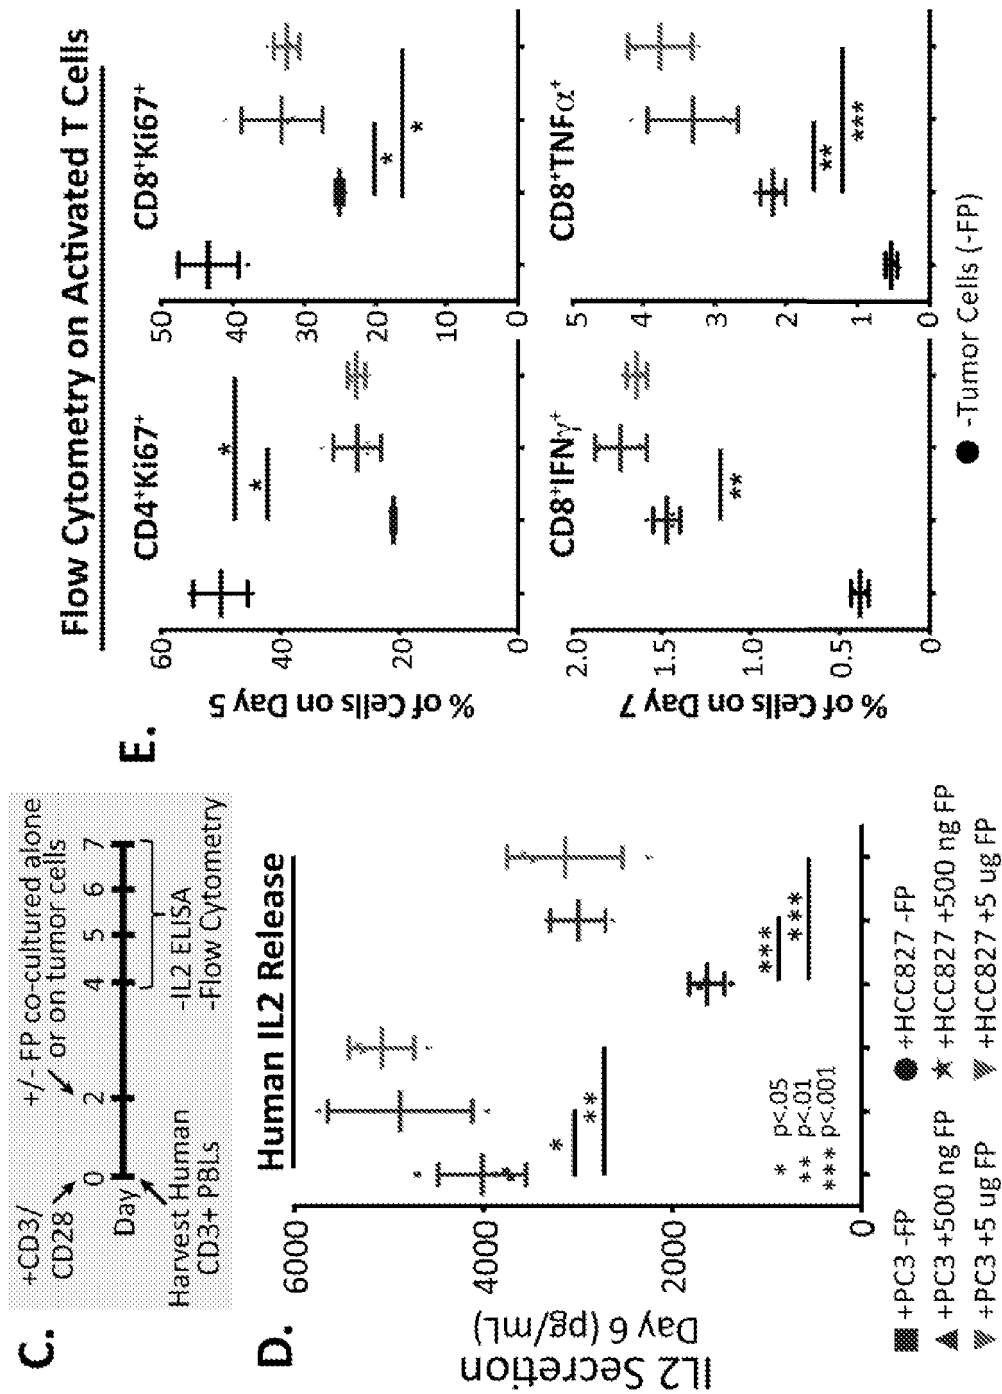 C.
+CD3/
CD28
+/- FP co-cultured alone
or on tumor cells
Day
0 2 4 5 6 7
Harvest Human
CD3+ PBLs
-IL2 ELISA
-Flow Cytometry
D.
Human IL2 Release
IL2 Secretion
Day 6 (pg/mL)
6000
4000
2000
0
*
**
***
***
* p<.05
** p<.01
*** p<.001
+PC3 -FP
+PC3 +500 ng FP
+PC3 +5 ug FP
+HCC827 -FP
+HCC827 +500 ng FP
+HCC827 +5 ug FP
E.
Flow Cytometry on Activated T Cells
% of Cells on Day 5
CD4+Ki67+
60
40
20
0
*
*
CD8+Ki67+
50
40
30
20
10
0
*
*
% of Cells on Day 7
CD8+IFNγ+
2.0
1.5
1.0
0.5
0
**
CD8+TNFα+
5
4
3
2
1
0
**
***
-Tumor Cells (-FP)